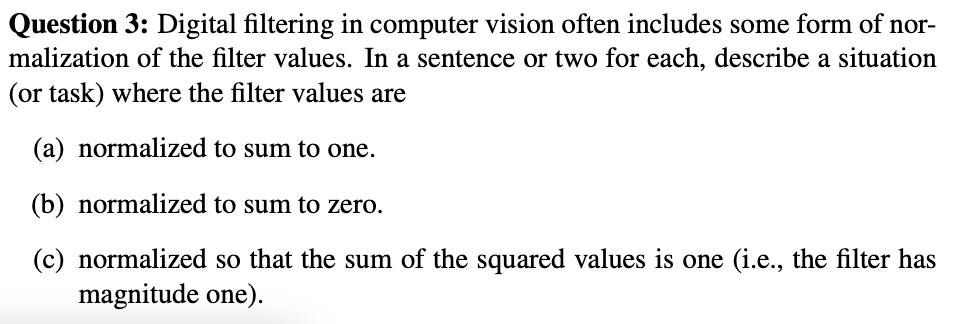 Question 3: Digital filtering in computer vision often includes some form of nor-
malization of the filter values. In a sentence or two for each, describe a situation
(or task) where the filter values are
(a) normalized to sum to one.
(b) normalized to sum to zero.
(c) normalized so that the sum of the squared values is one (i.e., the filter has
magnitude one).